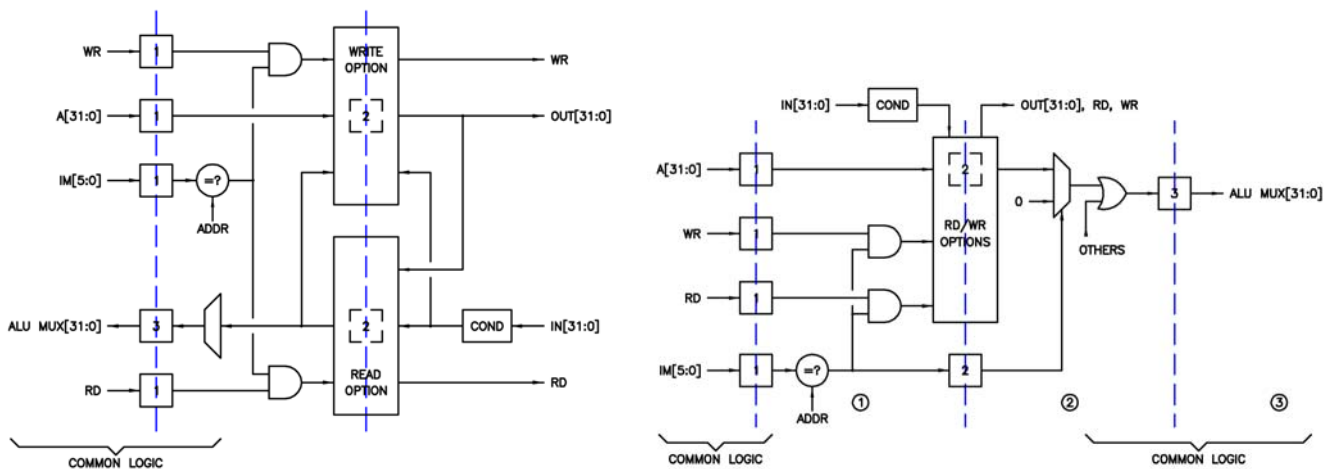 WR
1
WRITE
OPTION
WR
A[31:0]
1
2
OUT[31:0]
IM[5:0]
1
=?
ADDR
ALU MUX[31:0]
3
2
COND
IN[31:0]
RD
1
READ
OPTION
RD
COMMON LOGIC
IN[31:0]
COND
OUT[31:0], RD, WR
A[31:0]
1
2
0
3
ALU MUX[31:0]
WR
1
RD/WR
OPTIONS
OTHERS
RD
1
IM[5:0]
1
=?
2
ADDR
1
2
3
COMMON LOGIC
COMMON LOGIC